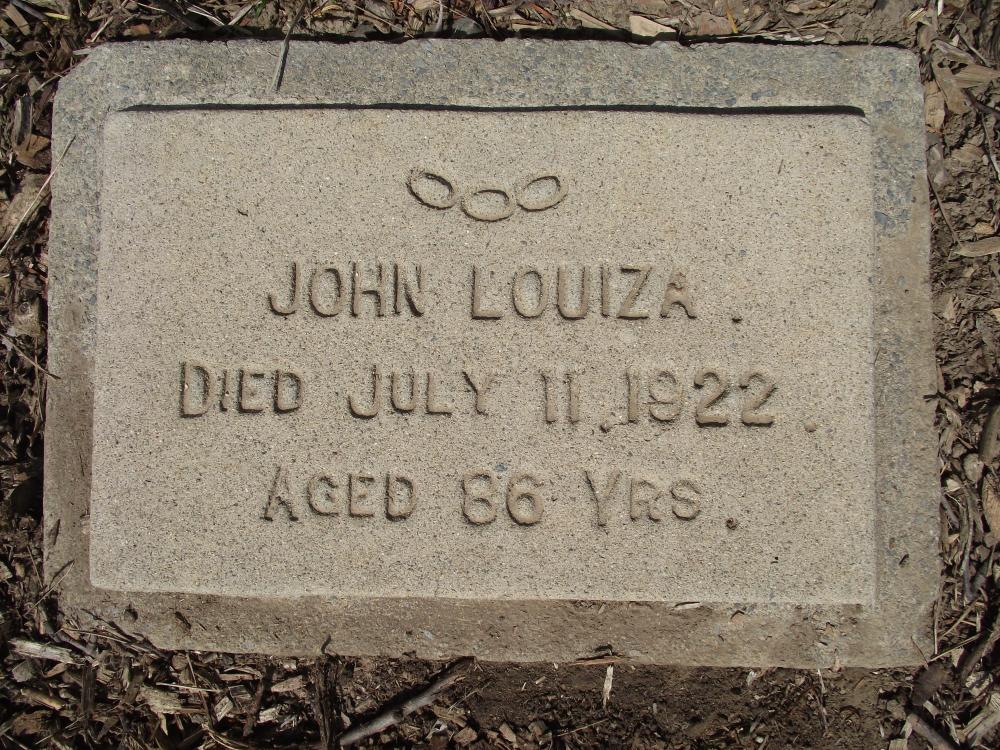 JOHN LOUIZA.
DIED JULY 11, 1922.
AGED 86 YRS.